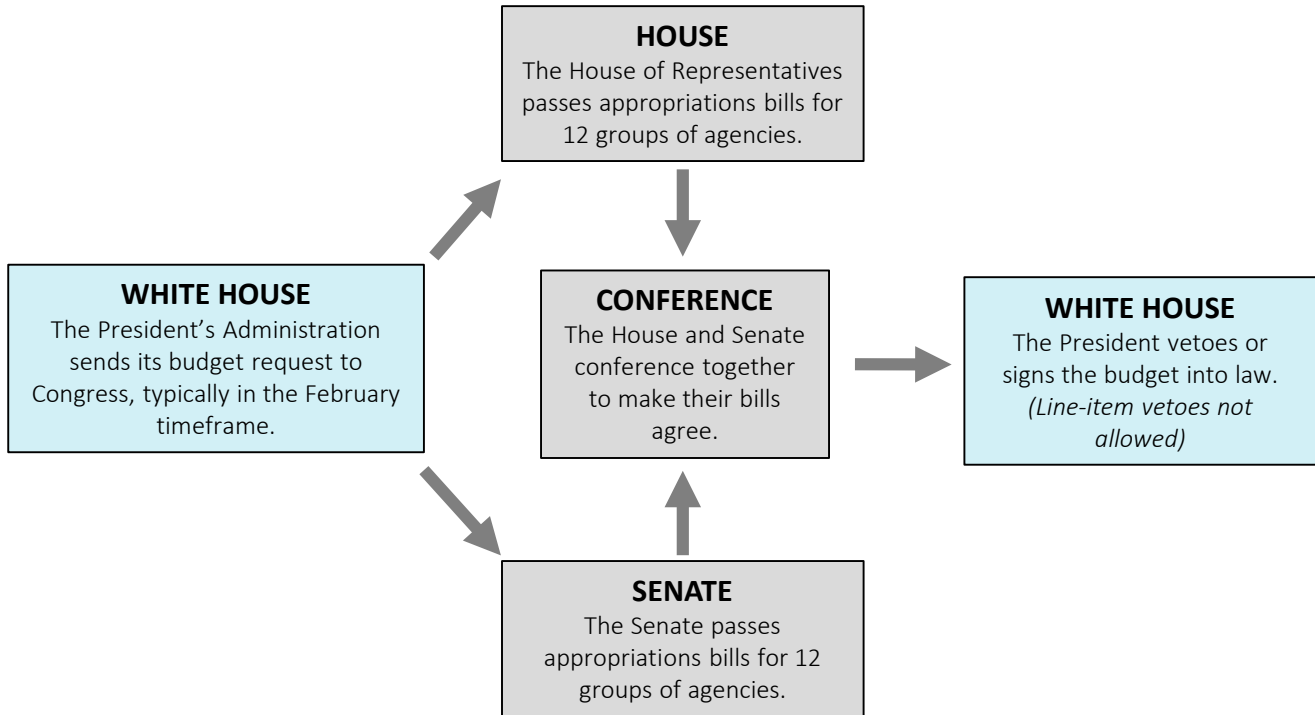 HOUSE
The House of Representatives
passes appropriations bills for
12 groups of agencies.
WHITE HOUSE
The President’s Administration
sends its budget request to
Congress, typically in the February
timeframe.
CONFERENCE
The House and Senate
conference together
to make their bills
agree.
WHITE HOUSE
The President vetoes or
signs the budget into law.
(Line-item vetoes not
allowed)
SENATE
The Senate passes
appropriations bills for 12
groups of agencies.